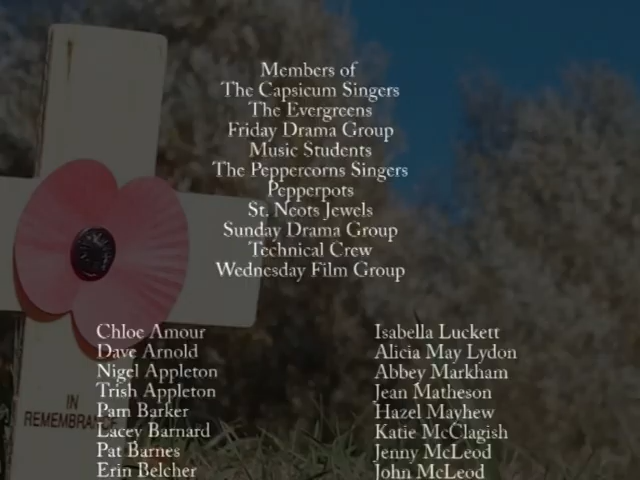 Members of
The Capsicum Singers
The Evergreens
Friday Drama Group
Music Students
The Peppercorns Singers
Pepperpots
St. Neots Jewels
Sunday Drama Group
Technical Crew
Wednesday Film Group
Chloe Amour
Dave Arnold
Nigel Appleton
Trish Appleton
Pam Barker
Lacey Barnard
Pat Barnes
Erin Belcher
Isabella Luckett
Alicia May Lydon
Abbey Markham
Jean Matheson
Hazel Mayhew
Katie McClagish
Jenny McLeod
John McLeod
IN
REMEMBRANCE